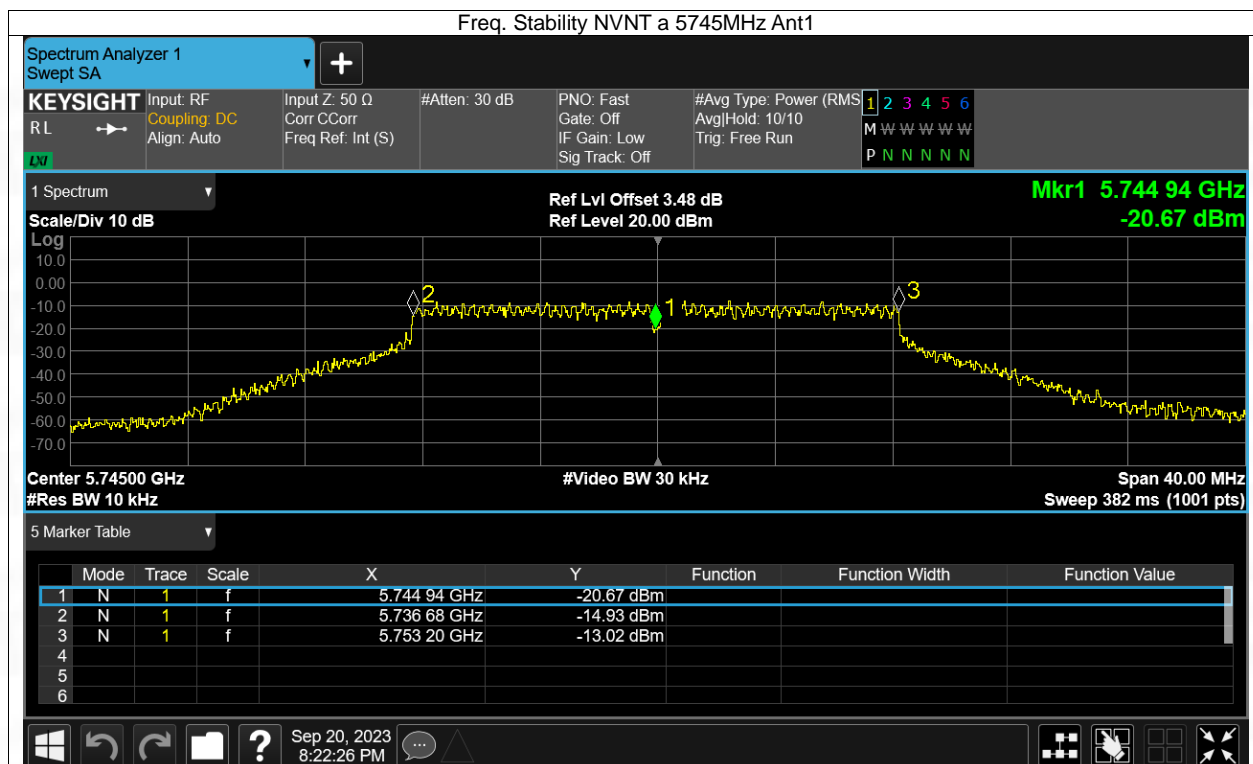 Freq. Stability NVNT a 5745MHz Ant1
Spectrum Analyzer 1
Swept SA
+
KEYSIGHT Input: RF Input Z: 50 Ω #Atten: 30 dB PNO: Fast #Avg Type: Power (RMS 1 2 3 4 5 6
RL Coupling: DC Corr CCorr Gate: Off Avg|Hold: 10/10 M W W W W W W
Align: Auto Freq Ref: Int (S) IF Gain: Low Trig: Free Run
LXI Sig Track: Off P N N N N N
1 Spectrum Ref Lvl Offset 3.48 dB Mkr1 5.744 94 GHz
Scale/Div 10 dB Ref Level 20.00 dBm -20.67 dBm
Log
10.0
0.00
2 3
-10.0 1
-20.0
-30.0
-40.0
-50.0
-60.0
-70.0
Center 5.74500 GHz #Video BW 30 kHz Span 40.00 MHz
#Res BW 10 kHz Sweep 382 ms (1001 pts)
5 Marker Table
Mode Trace Scale X Y Function Function Width Function Value
1 N 1 f 5.744 94 GHz -20.67 dBm
2 N 1 f 5.736 68 GHz -14.93 dBm
3 N 1 f 5.753 20 GHz -13.02 dBm
4
5
6
? Sep 20, 2023
8:22:26 PM